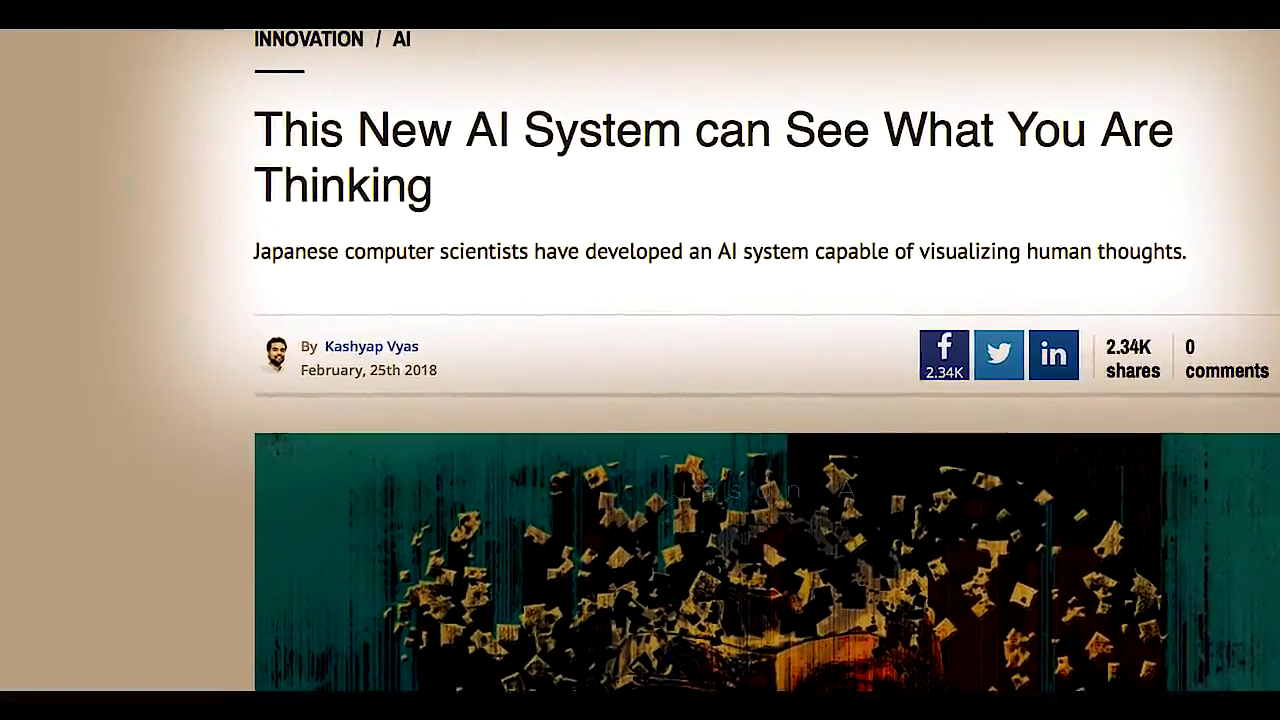 INNOVATION / AI
This New AI System can See What You Are
Thinking
Japanese computer scientists have developed an AI system capable of visualizing human thoughts.
By Kashyap Vyas
February, 25th 2018
2.34K
2.34K
shares
0
comments
Jason A